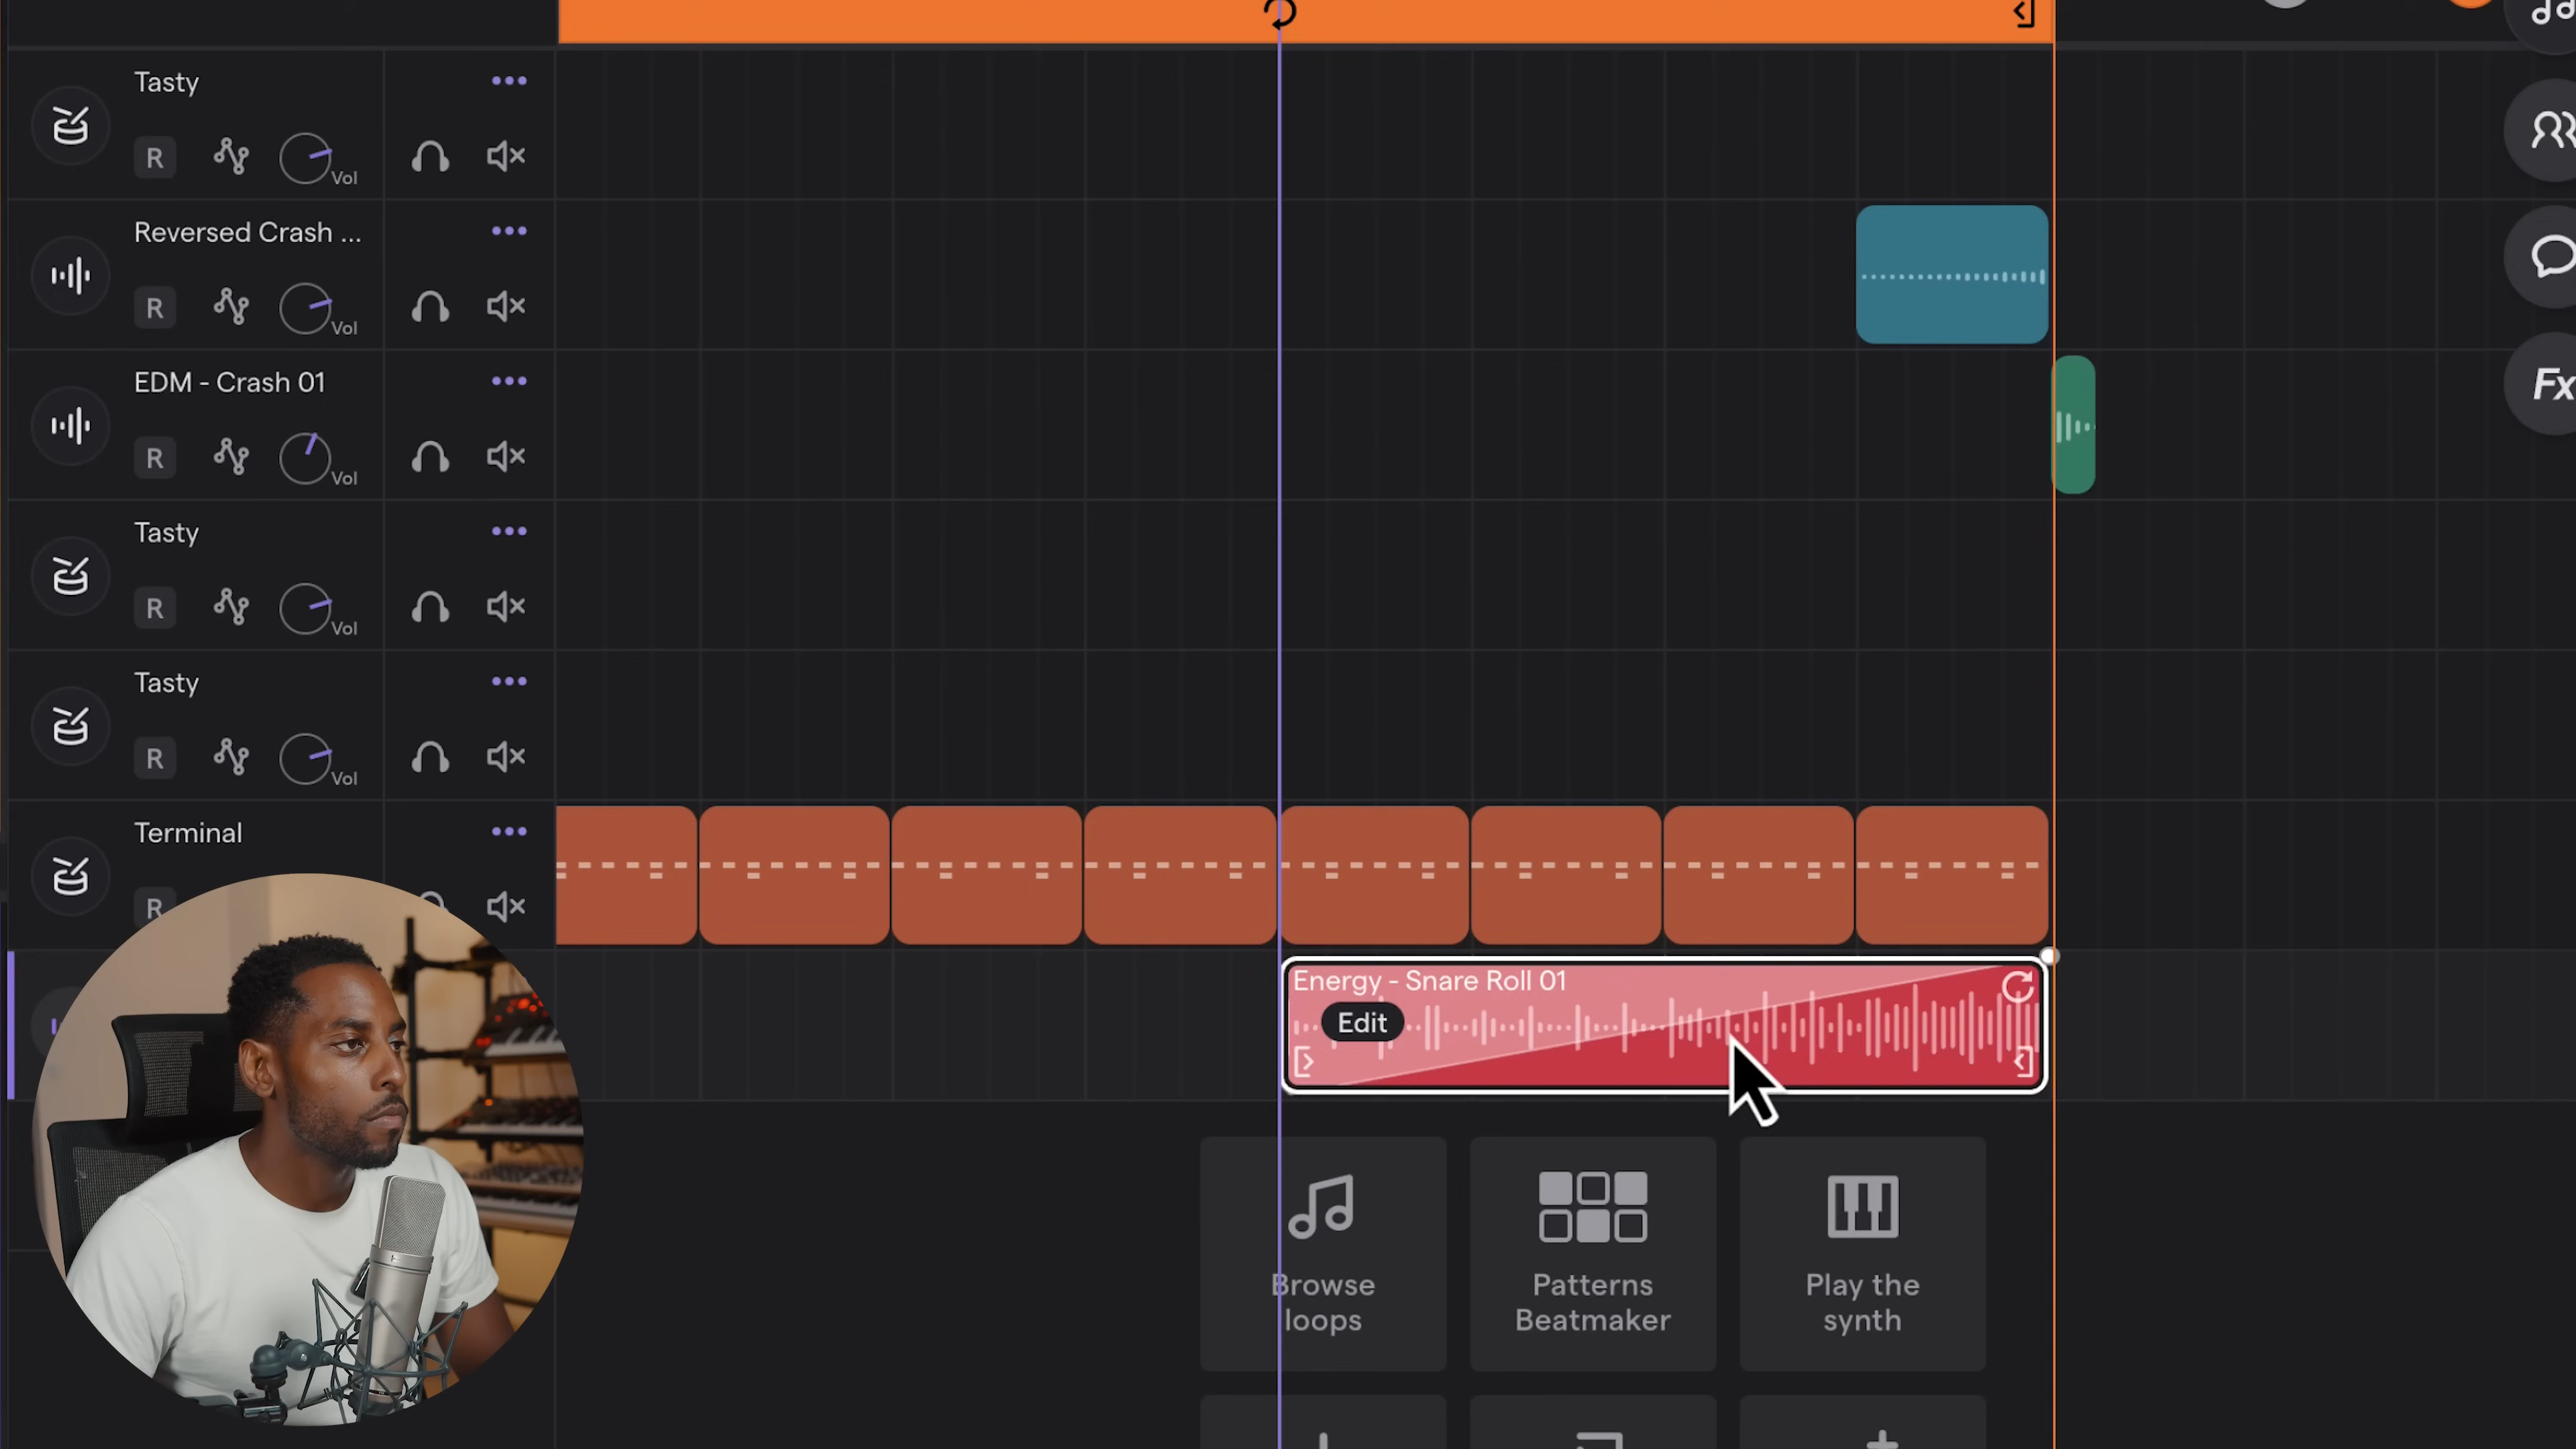 Tasty
R
Vol
Reversed Crash ...
R
Vol
EDM - Crash 01
R
Vol
Fx
Tasty
R
Vol
Tasty
R
Vol
Terminal
R
Energy - Snare Roll 01
Edit
Browse
loops
Patterns
Beatmaker
Play the
synth